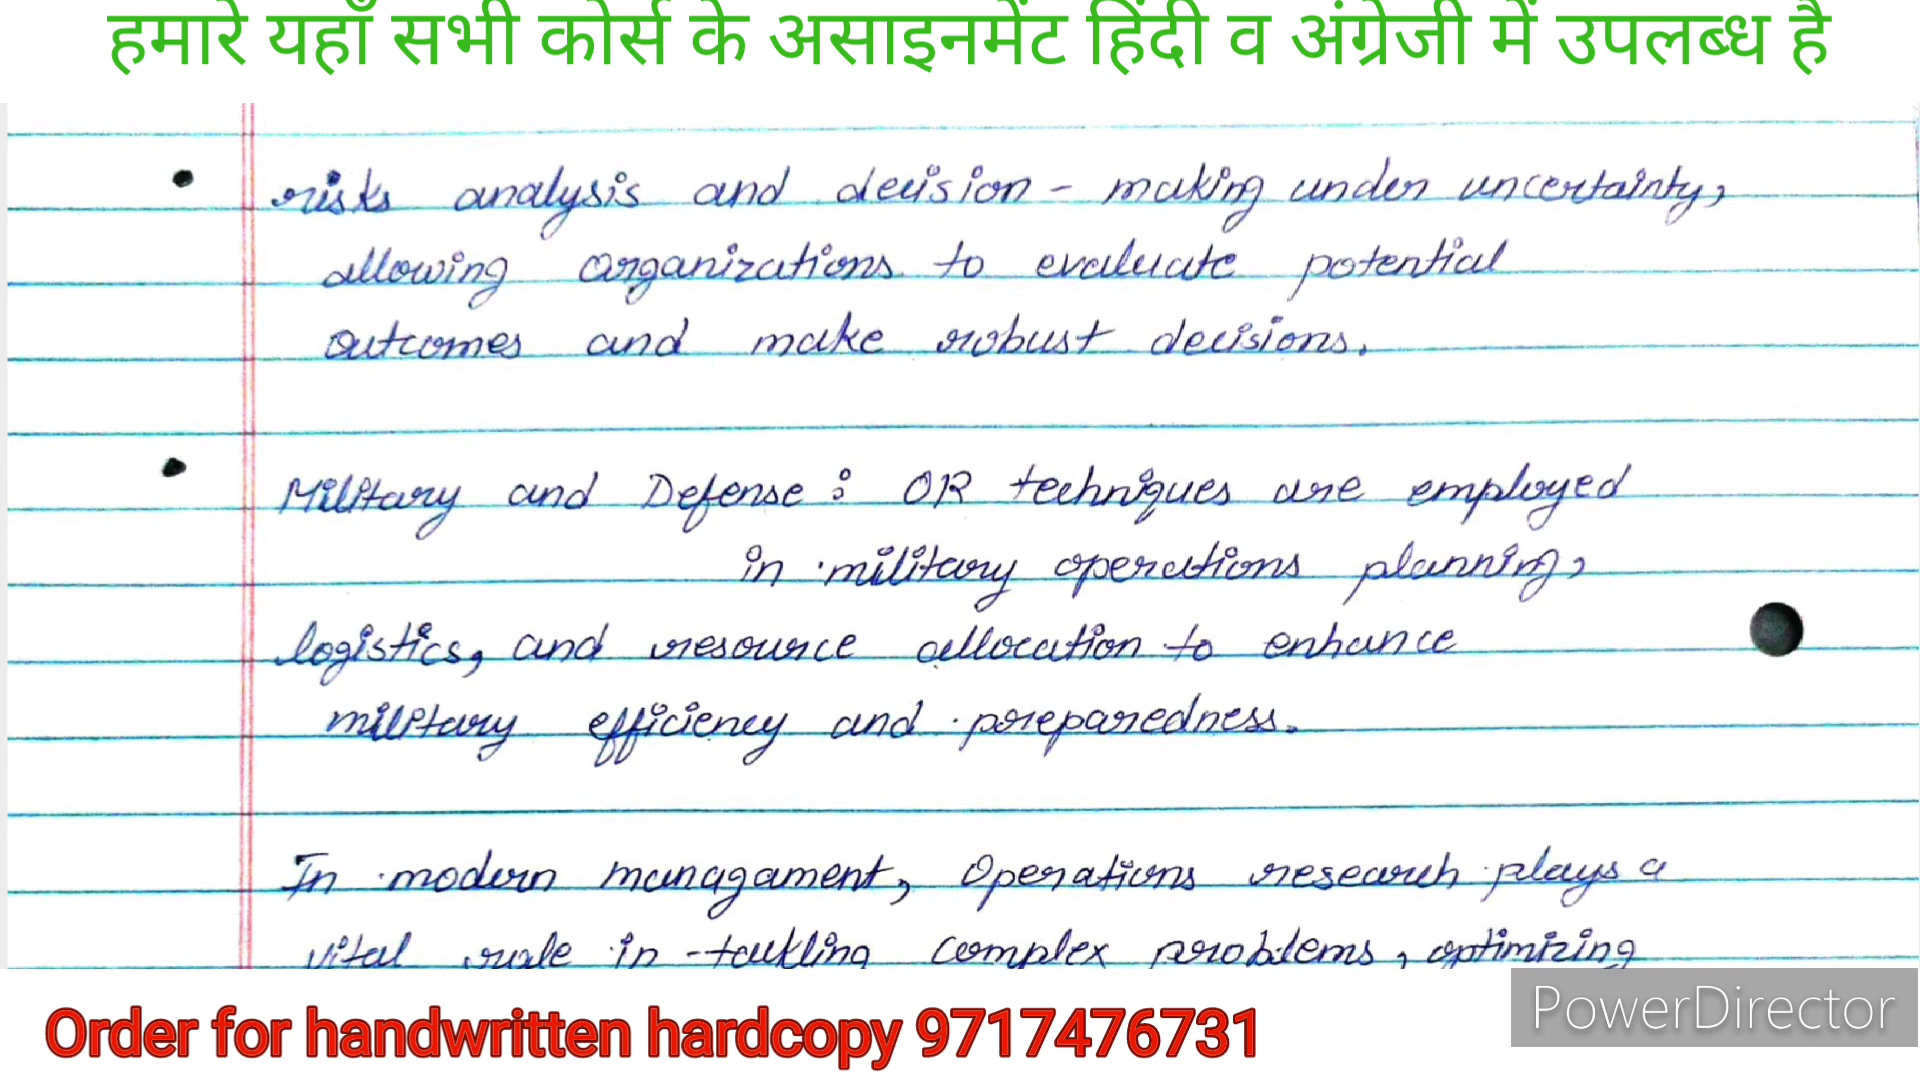 हमारे यहाँ सभी कोर्स के असाइनमेंट हिंदी व अंग्रेजी में उपलब्ध है
• risks analysis and decision - making under uncertainty,
allowing organizations to evaluate potential
outcomes and make robust decisions.
• Military and Defense : OR techniques are employed
in military operations planning,
logistics, and resource allocation to enhance
military efficiency and preparedness.
In modern managament, Operations research plays a
vital role in tackling complex problems, optimizing
PowerDirector
Order for handwritten hardcopy 9717476731